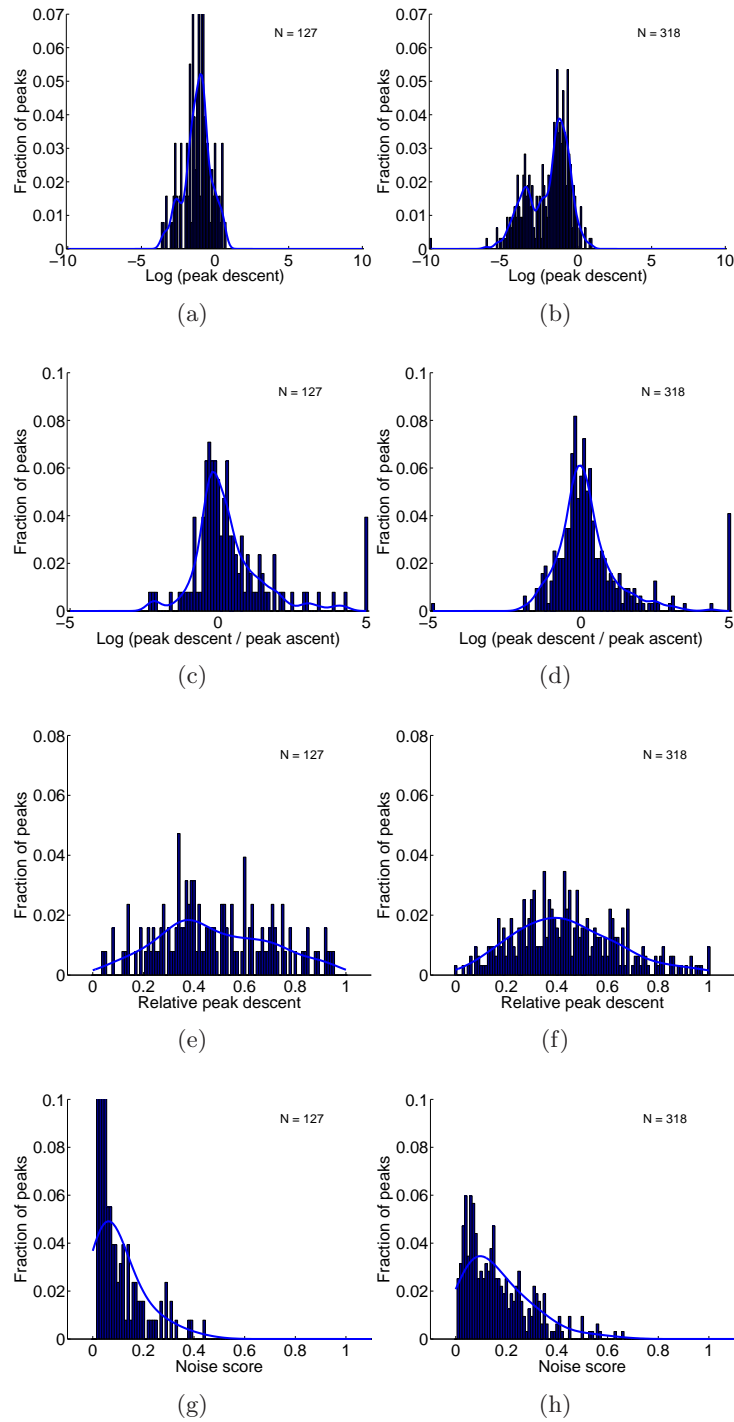 0.07
0.06
0.05
0.04
0.03
0.02
0.01
0
Fraction of peaks
N = 127
−10 −5 0 5 10
Log (peak descent)
(a)
0.07
0.06
0.05
0.04
0.03
0.02
0.01
0
Fraction of peaks
N = 318
−10 −5 0 5 10
Log (peak descent)
(b)
0.1
0.08
0.06
0.04
0.02
0
Fraction of peaks
N = 127
−5 0 5
Log (peak descent / peak ascent)
(c)
0.1
0.08
0.06
0.04
0.02
0
Fraction of peaks
N = 318
−5 0 5
Log (peak descent / peak ascent)
(d)
0.08
0.06
0.04
0.02
0
Fraction of peaks
N = 127
0 0.2 0.4 0.6 0.8 1
Relative peak descent
(e)
0.08
0.06
0.04
0.02
0
Fraction of peaks
N = 318
0 0.2 0.4 0.6 0.8 1
Relative peak descent
(f)
0.1
0.08
0.06
0.04
0.02
0
Fraction of peaks
N = 127
0 0.2 0.4 0.6 0.8 1
Noise score
(g)
0.1
0.08
0.06
0.04
0.02
0
Fraction of peaks
N = 318
0 0.2 0.4 0.6 0.8 1
Noise score
(h)